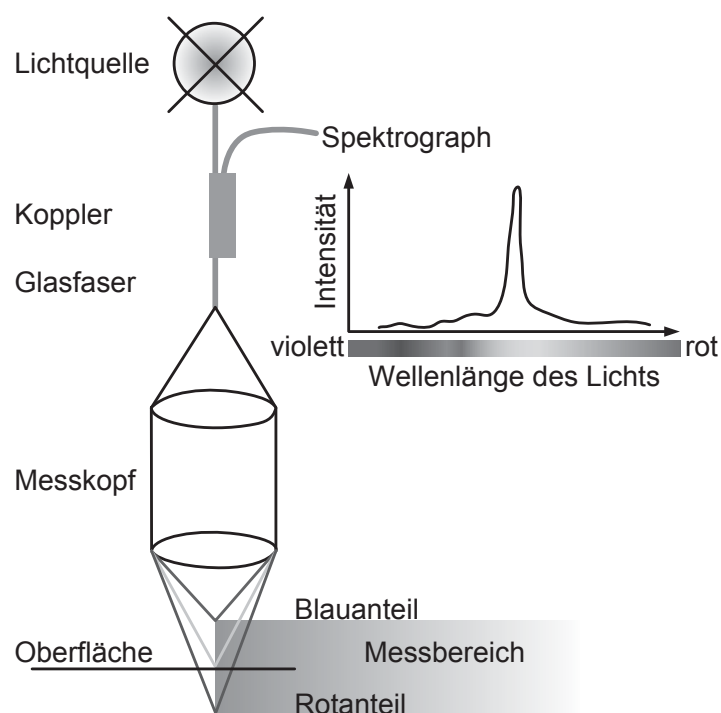 Lichtquelle
Spektrograph
Koppler
Intensität
Glasfaser
violett
rot
Wellenlänge des Lichts
Messkopf
Blauanteil
Oberfläche
Messbereich
Rotanteil